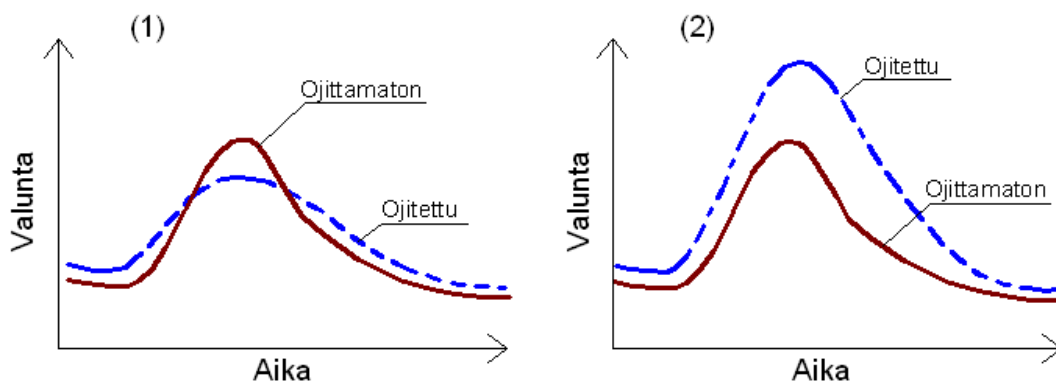 (1)
Ojittamaton
Ojitettu
Valunta
Aika
(2)
Ojitettu
Ojittamaton
Valunta
Aika